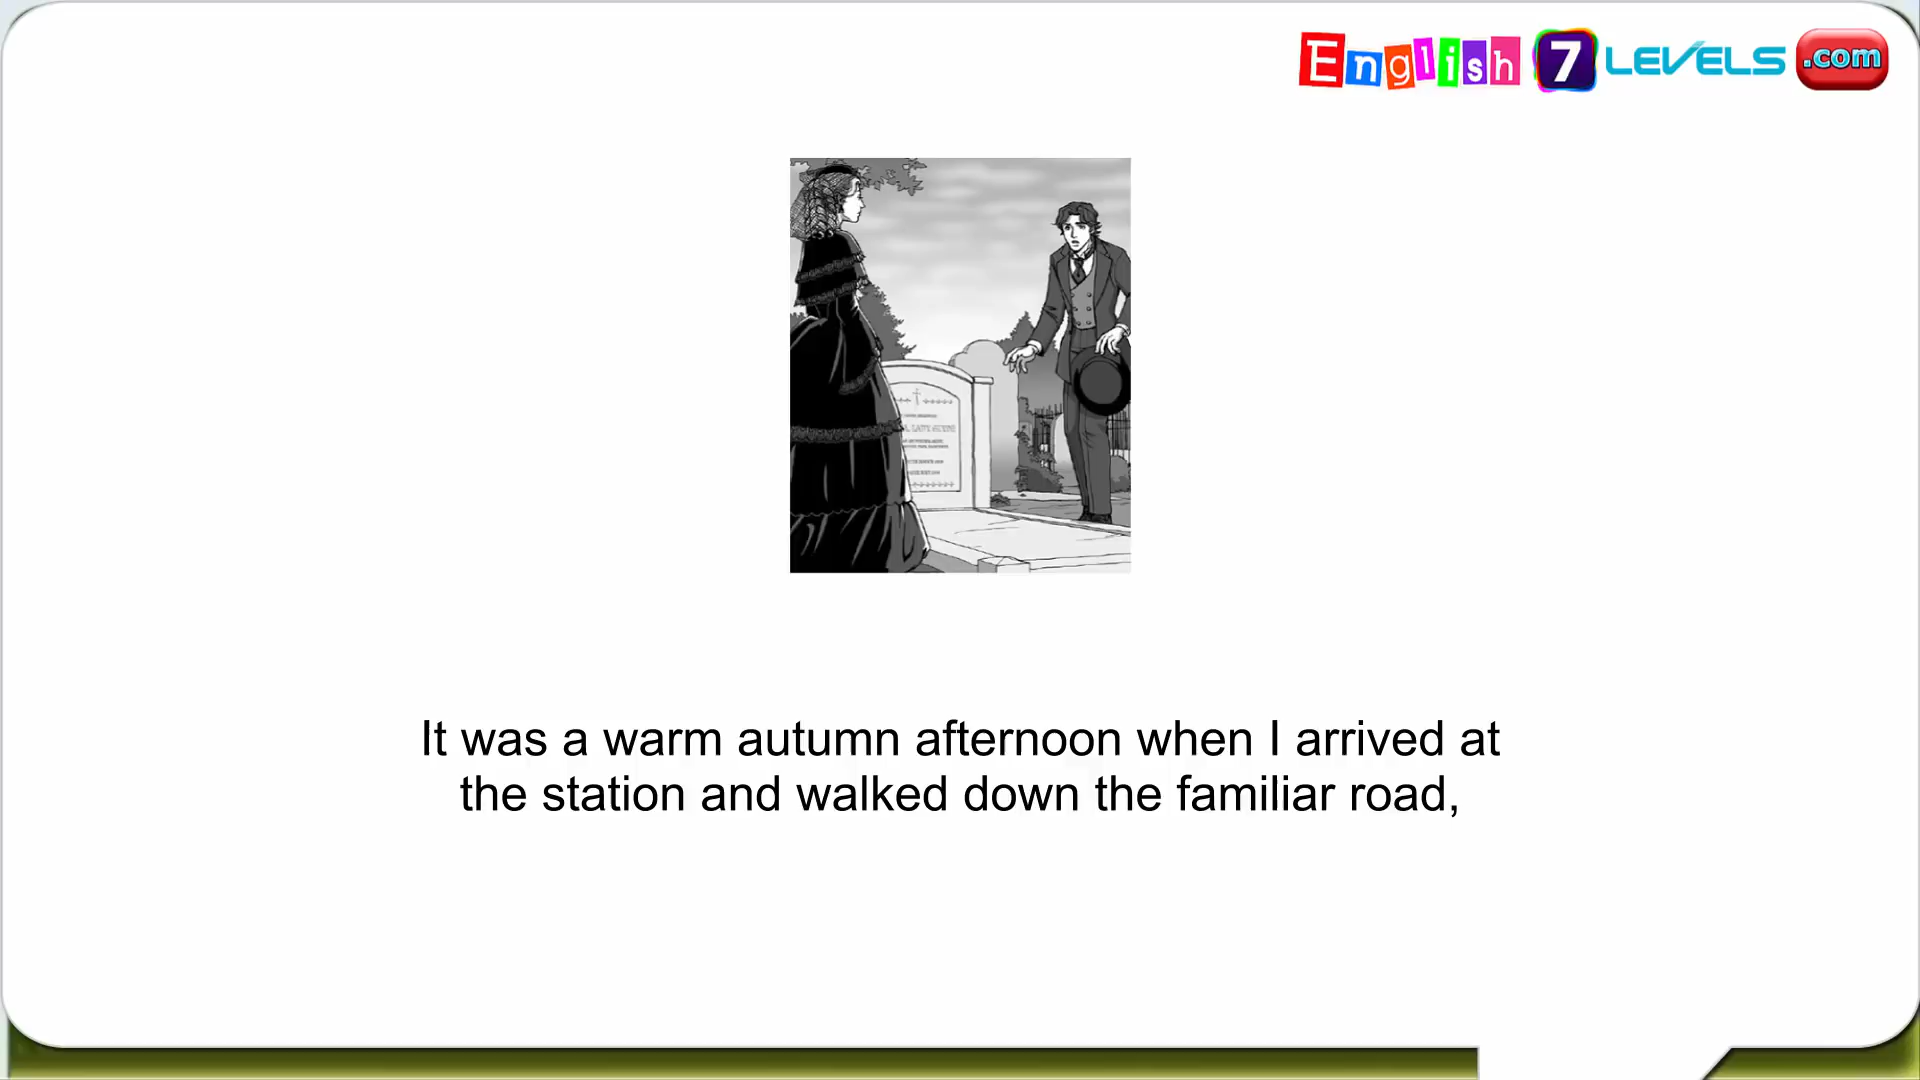 English 7 LEVELS .com
It was a warm autumn afternoon when I arrived at
the station and walked down the familiar road,